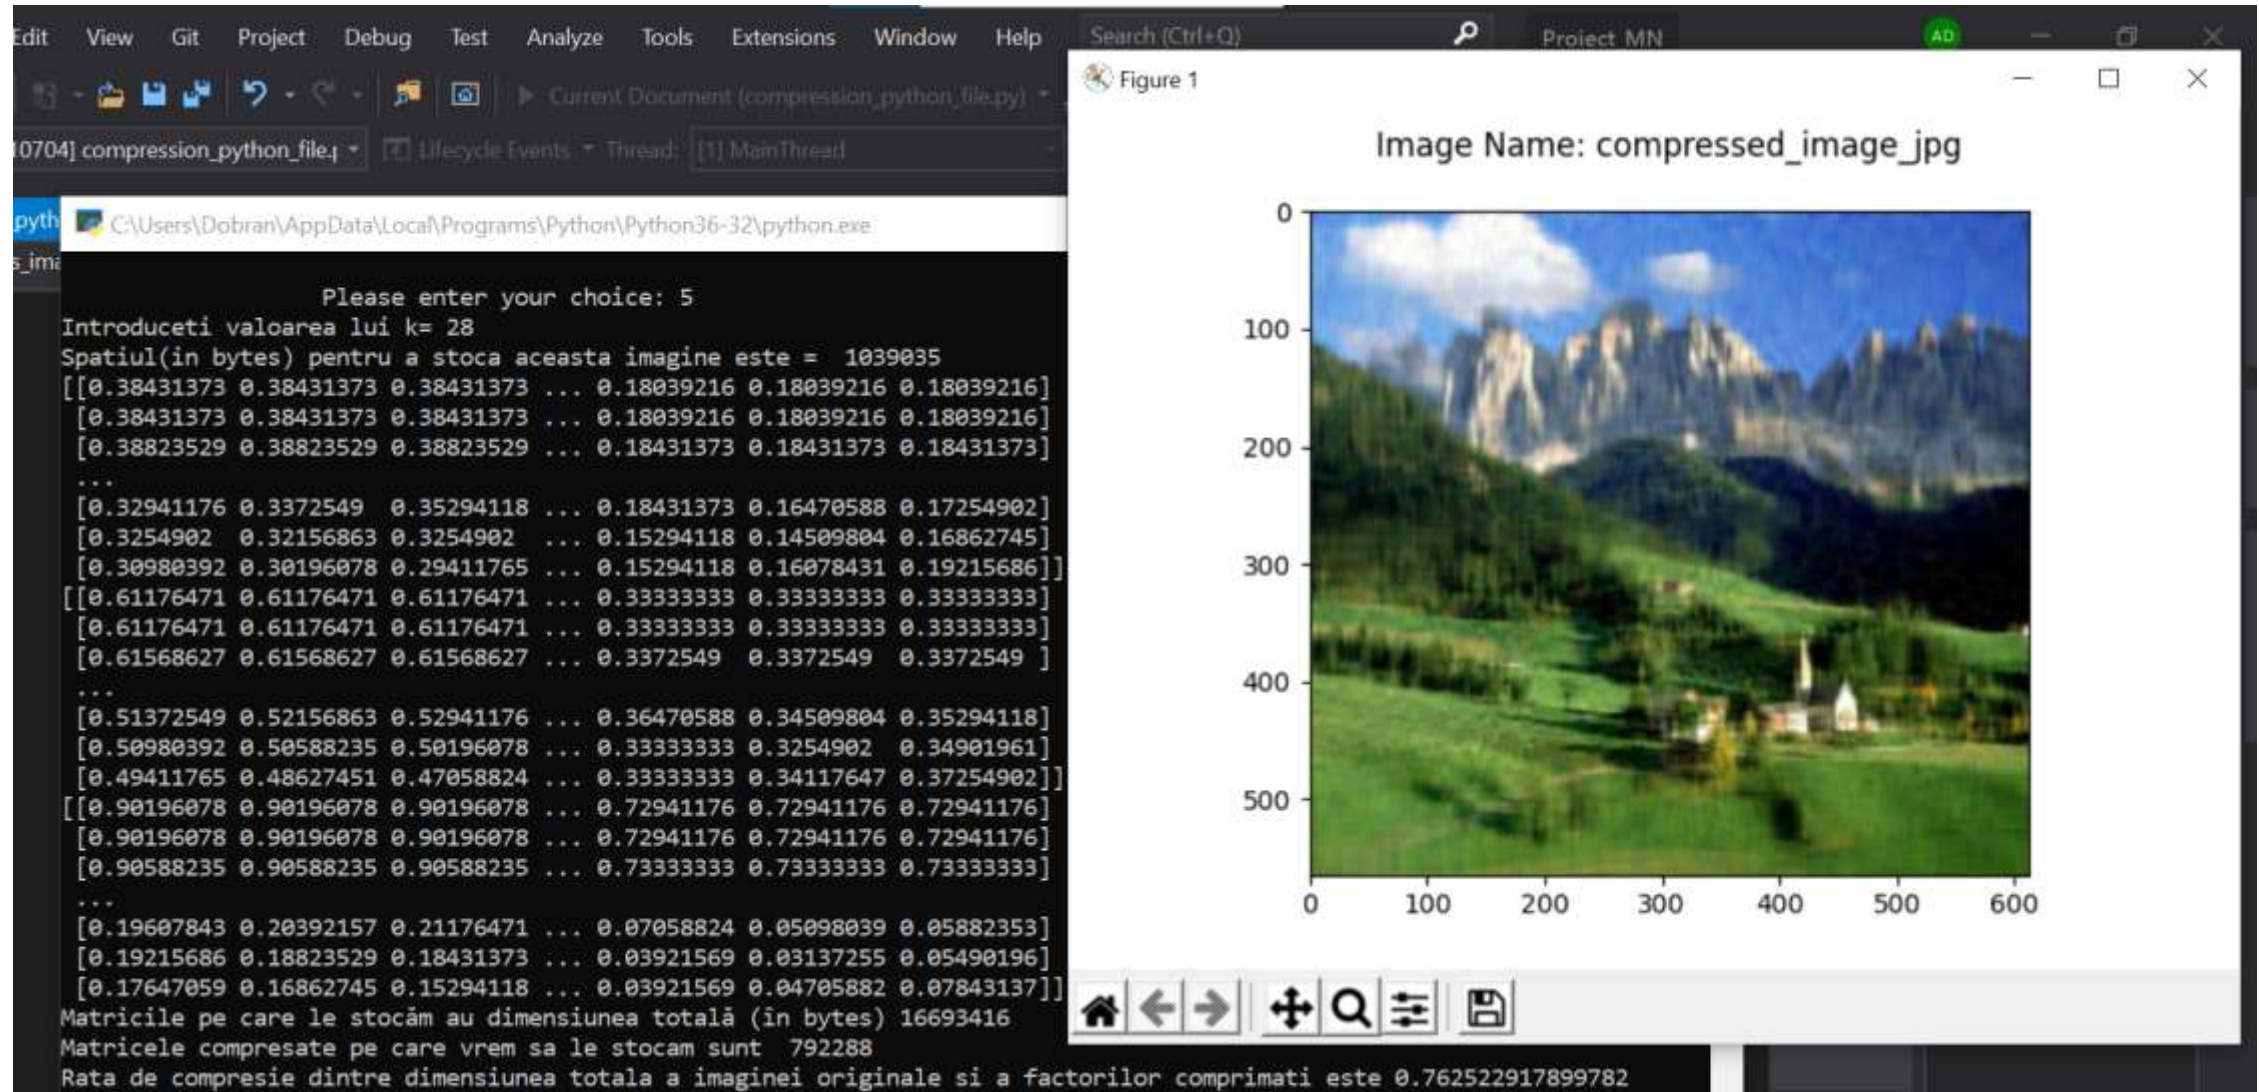 Edit View Git Project Debug Test Analyze Tools Extensions Window Help Search (Ctrl+Q) Project MN AD
Current Document (compression_python_file.py)
10704] compression_python_file.p Lifecycle Events Thread: [1] MainThread
pyth
s_ima
C:\Users\Dobran\AppData\Local\Programs\Python\Python36-32\python.exe
Please enter your choice: 5
Introduceti valoarea lui k= 28
Spatiul(in bytes) pentru a stoca aceasta imagine este =  1039035
[[0.38431373 0.38431373 0.38431373 ... 0.18039216 0.18039216 0.18039216]
[0.38431373 0.38431373 0.38431373 ... 0.18039216 0.18039216 0.18039216]
[0.38823529 0.38823529 0.38823529 ... 0.18431373 0.18431373 0.18431373]
...
[0.32941176 0.3372549  0.35294118 ... 0.18431373 0.16470588 0.17254902]
[0.3254902  0.32156863 0.3254902  ... 0.15294118 0.14509804 0.16862745]
[0.30980392 0.30196078 0.29411765 ... 0.15294118 0.16078431 0.19215686]]
[[0.61176471 0.61176471 0.61176471 ... 0.33333333 0.33333333 0.33333333]
[0.61176471 0.61176471 0.61176471 ... 0.33333333 0.33333333 0.33333333]
[0.61568627 0.61568627 0.61568627 ... 0.3372549  0.3372549  0.3372549 ]
...
[0.51372549 0.52156863 0.52941176 ... 0.36470588 0.34509804 0.35294118]
[0.50980392 0.50588235 0.50196078 ... 0.33333333 0.3254902  0.34901961]
[0.49411765 0.48627451 0.47058824 ... 0.33333333 0.34117647 0.37254902]]
[[0.90196078 0.90196078 0.90196078 ... 0.72941176 0.72941176 0.72941176]
[0.90196078 0.90196078 0.90196078 ... 0.72941176 0.72941176 0.72941176]
[0.90588235 0.90588235 0.90588235 ... 0.73333333 0.73333333 0.73333333]
...
[0.19607843 0.20392157 0.21176471 ... 0.07058824 0.05098039 0.05882353]
[0.19215686 0.18823529 0.18431373 ... 0.03921569 0.03137255 0.05490196]
[0.17647059 0.16862745 0.15294118 ... 0.03921569 0.04705882 0.07843137]]
Matricile pe care le stocăm au dimensiunea totală (în bytes) 16693416
Matricele compresate pe care vrem sa le stocam sunt  792288
Rata de compresie dintre dimensiunea totala a imaginei originale si a factorilor comprimati este 0.762522917899782
Figure 1
Image Name: compressed_image_jpg
0
100
200
300
400
500
0 100 200 300 400 500 600